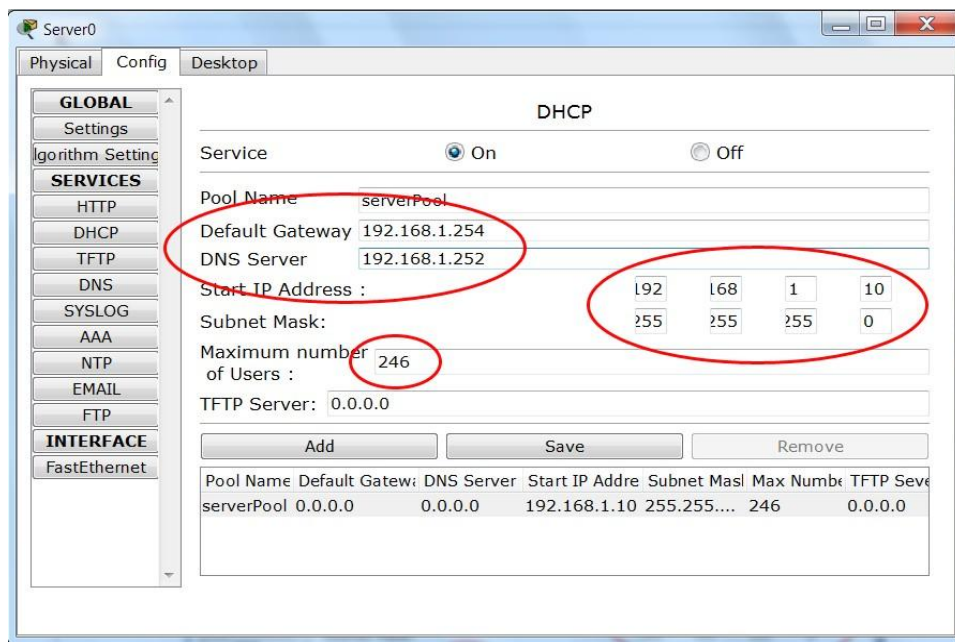 Server0
Physical Config Desktop
GLOBAL
Settings
lgorithm Setting
SERVICES
HTTP
DHCP
TFTP
DNS
SYSLOG
AAA
NTP
EMAIL
FTP
INTERFACE
FastEthernet
DHCP
Service On Off
Pool Name serverPool
Default Gateway 192.168.1.254
DNS Server 192.168.1.252
Start IP Address : 192 168 1 10
Subnet Mask: 255 255 255 0
Maximum number
of Users : 246
TFTP Server: 0.0.0.0
Add Save Remove
Pool Name Default Gatewa DNS Server Start IP Addre Subnet Masl Max Numbe TFTP Seve
serverPool 0.0.0.0 0.0.0.0 192.168.1.10 255.255.... 246 0.0.0.0